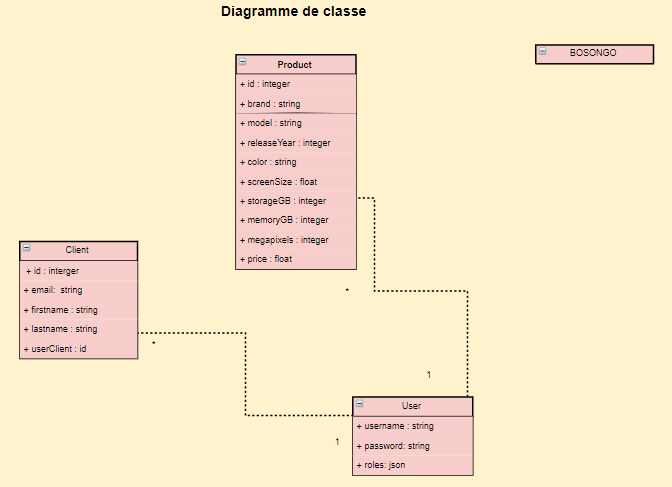 Diagramme de classe
BOSONGO
Product
+ id : integer
+ brand : string
+ model : string
+ releaseYear : integer
+ color : string
+ screenSize : float
+ storageGB : integer
+ memoryGB : integer
+ megapixels : integer
+ price : float
*
Client
+ id : interger
+ email:  string
+ firstname : string
+ lastname : string
+ userClient : id
*
1
1
User
+ username : string
+ password: string
+ roles: json